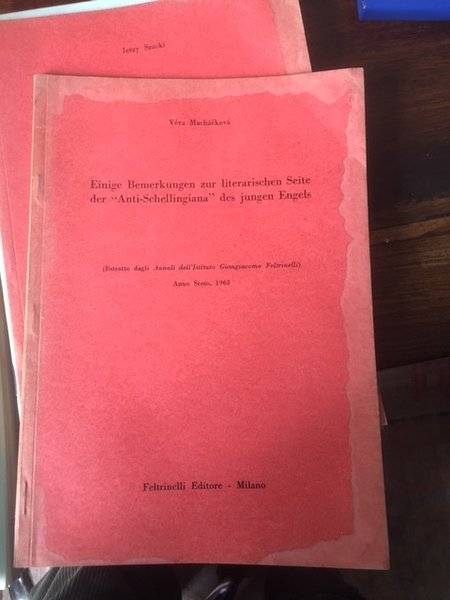 Jerzy Szacki
Věra Macháčková
Einige Bemerkungen zur literarischen Seite
der “Anti-Schellingiana” des jungen Engels
(Estratto dagli Annali dell'Istituto Giangiacomo Feltrinelli)
Anno Sesto, 1963
Feltrinelli Editore - Milano